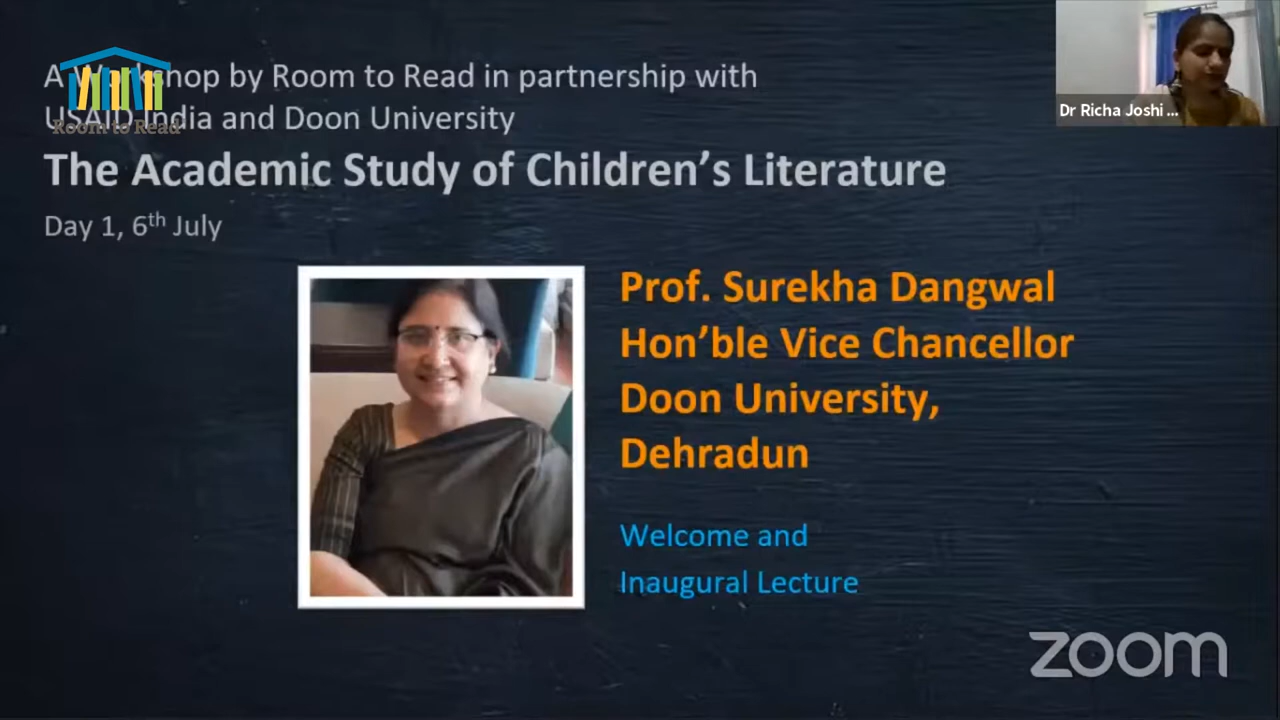 A Workshop by Room to Read in partnership with
USAID India and Doon University
Room to Read
The Academic Study of Children's Literature
Day 1, 6th July
Prof. Surekha Dangwal
Hon'ble Vice Chancellor
Doon University,
Dehradun
Welcome and
Inaugural Lecture
Dr Richa Joshi ...
zoom